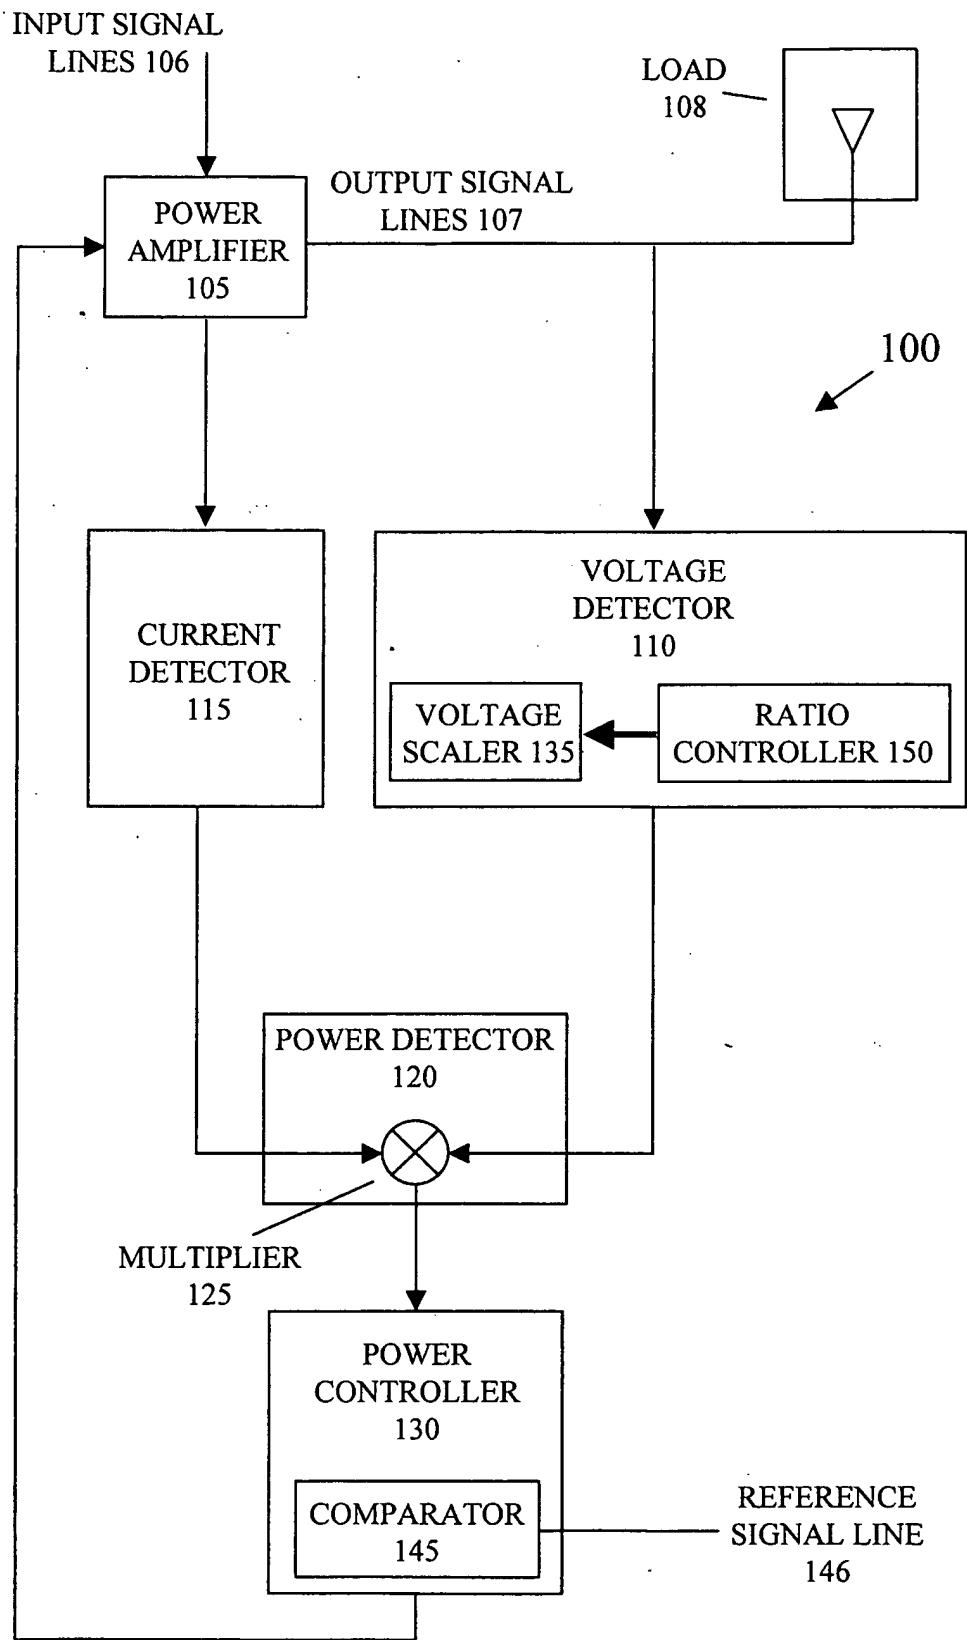 INPUT SIGNAL
LINES 106
LOAD
108
POWER
AMPLIFIER
105
OUTPUT SIGNAL
LINES 107
100
CURRENT
DETECTOR
115
VOLTAGE
DETECTOR
110
VOLTAGE
SCALER 135
RATIO
CONTROLLER 150
POWER DETECTOR
120
MULTIPLIER
125
POWER
CONTROLLER
130
COMPARATOR
145
REFERENCE
SIGNAL LINE
146